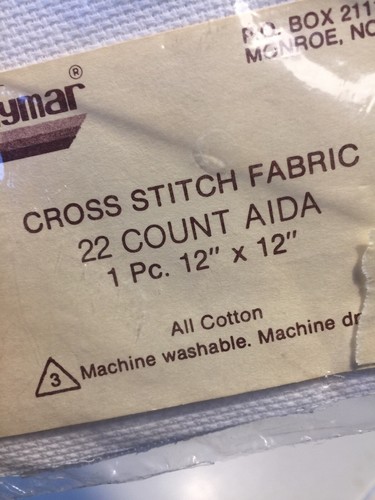 P.O. BOX 211
MONROE, NC
ymar®
CROSS STITCH FABRIC
22 COUNT AIDA
1 Pc. 12" x 12"
All Cotton
3 Machine washable. Machine dr